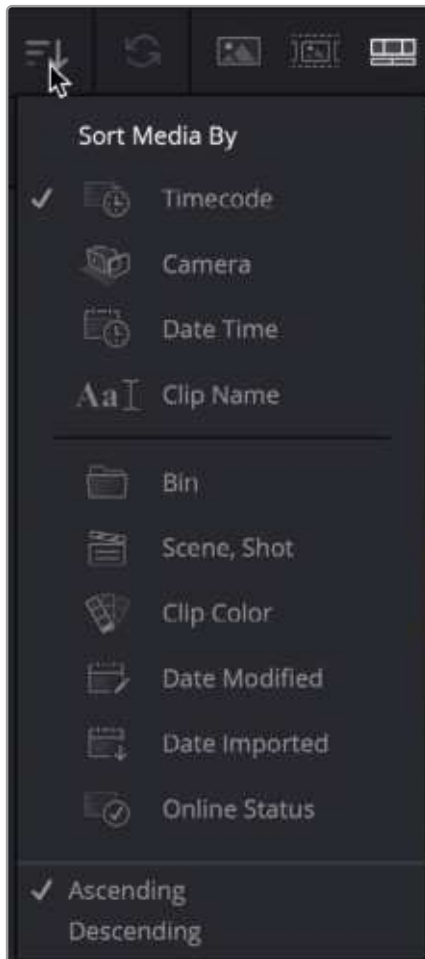 Sort Media By
Timecode
Camera
Date Time
Aa Clip Name
Bin
Scene, Shot
Clip Color
Date Modified
Date Imported
Online Status
Ascending
Descending